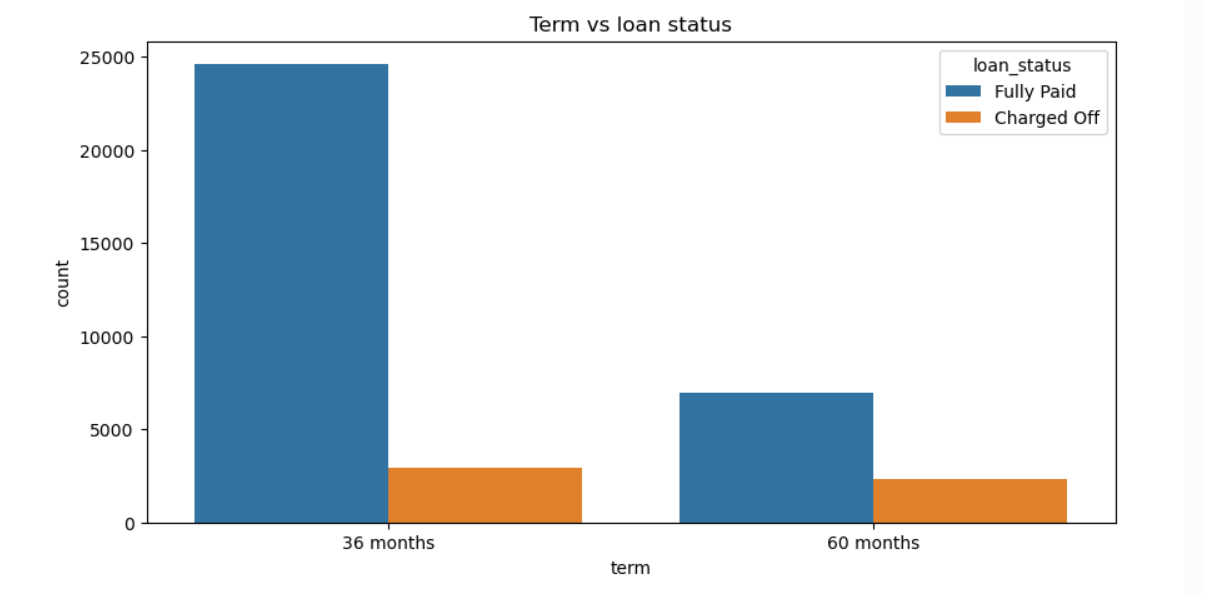 Term vs loan status
loan_status
Fully Paid
Charged Off
25000
20000
15000
10000
5000
0
count
36 months
60 months
term